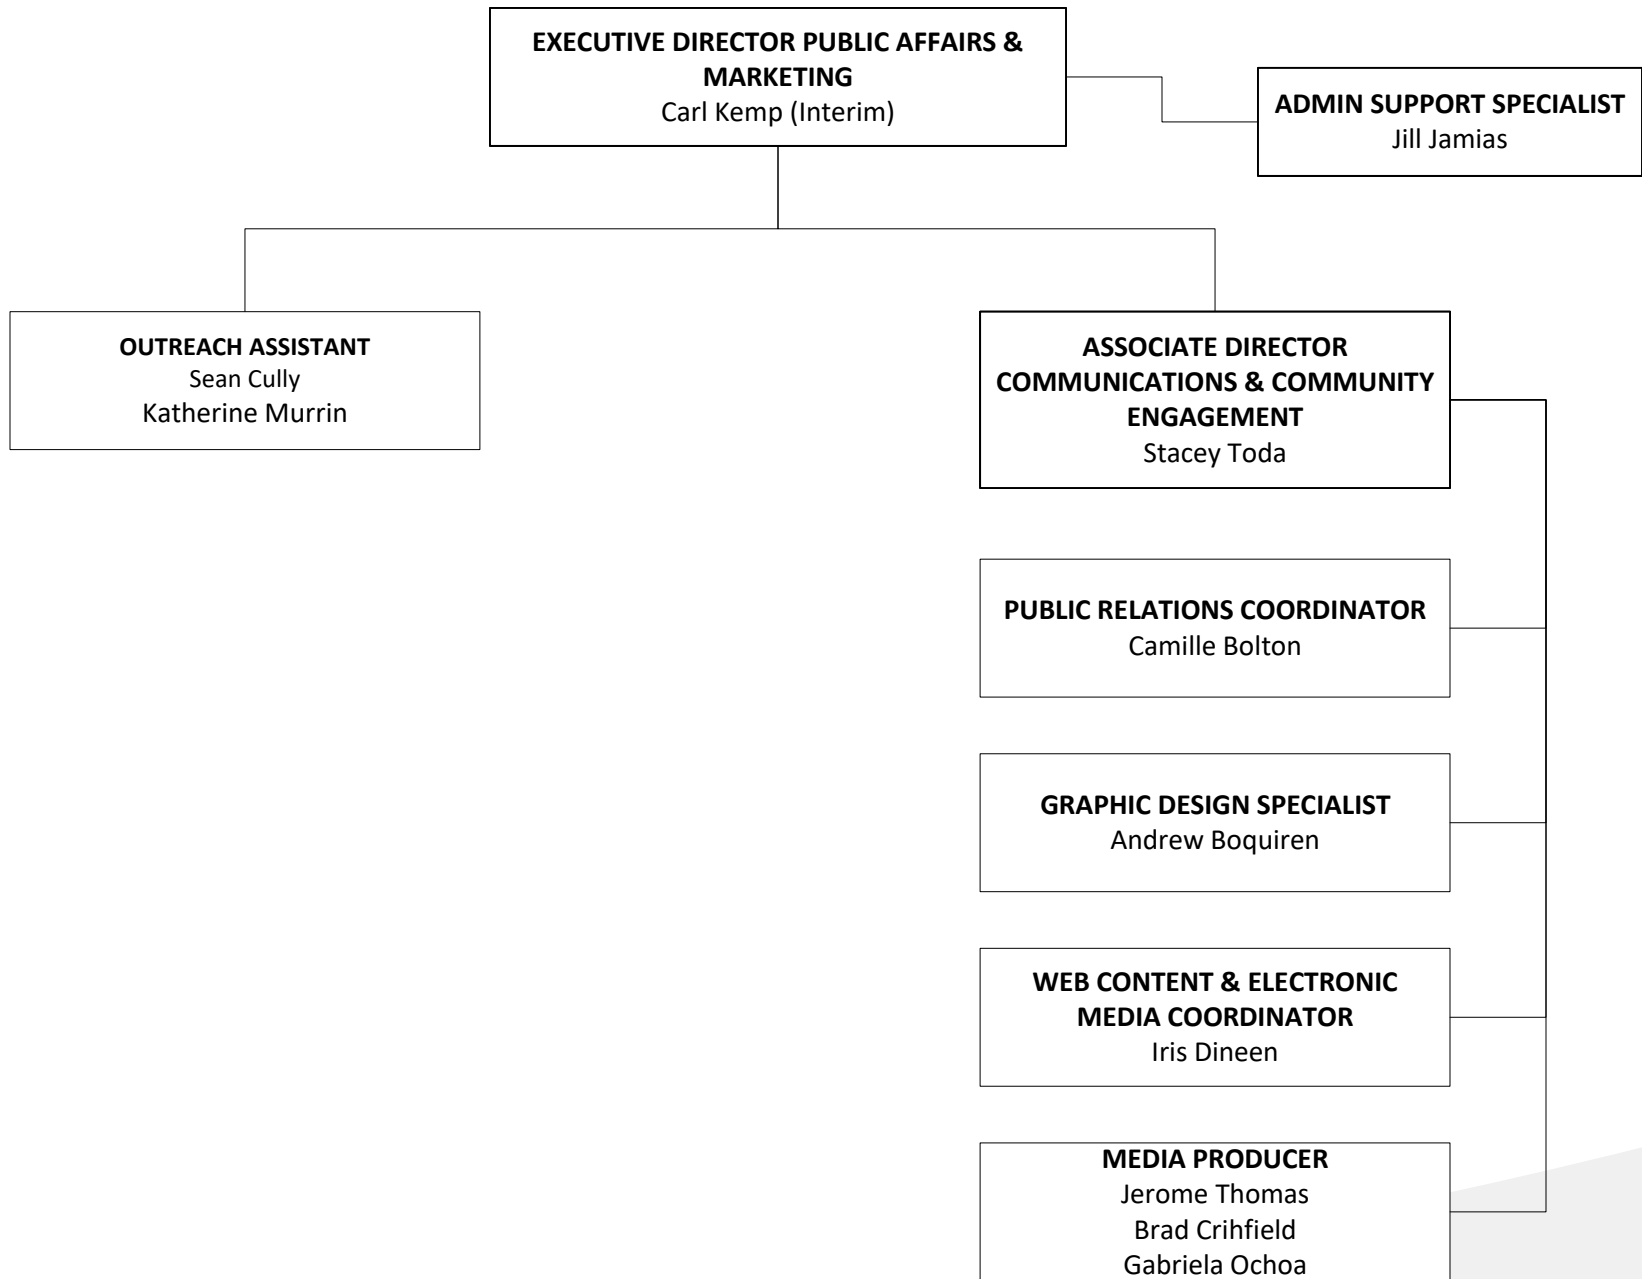 EXECUTIVE DIRECTOR PUBLIC AFFAIRS &
MARKETING
Carl Kemp (Interim)
ADMIN SUPPORT SPECIALIST
Jill Jamias
OUTREACH ASSISTANT
Sean Cully
Katherine Murrin
ASSOCIATE DIRECTOR
COMMUNICATIONS & COMMUNITY
ENGAGEMENT
Stacey Toda
PUBLIC RELATIONS COORDINATOR
Camille Bolton
GRAPHIC DESIGN SPECIALIST
Andrew Boquiren
WEB CONTENT & ELECTRONIC
MEDIA COORDINATOR
Iris Dineen
MEDIA PRODUCER
Jerome Thomas
Brad Crihfield
Gabriela Ochoa